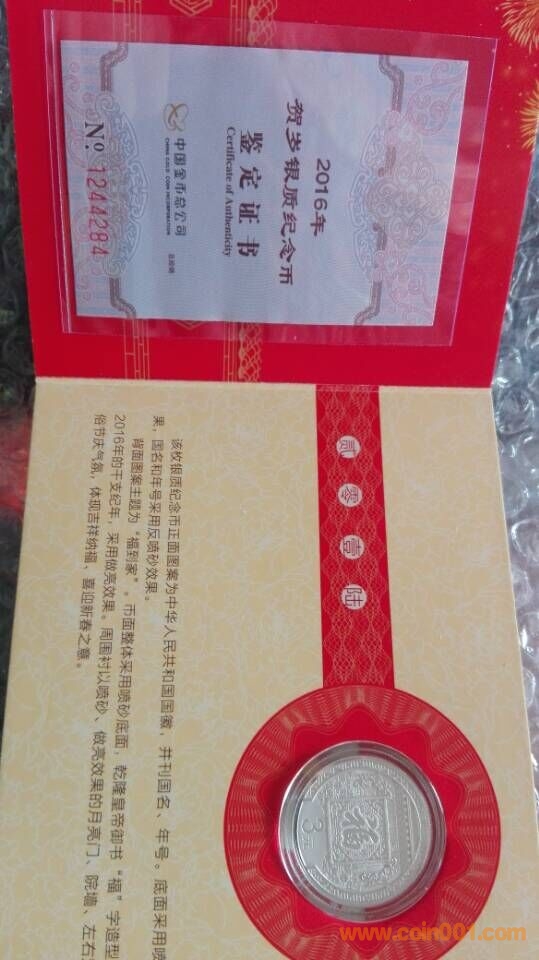 2016年
贺岁银质纪念币
鉴定证书
Certificate of Authenticity
中国金币总公司
CHINA GOLD COIN INCORPORATION
总经销
Nº 1244284
贰零壹陆
该枚银质纪念币正面图案为中华人民共和国国徽，并刊国名、年号。底面采用喷
果，国名和年号采用反喷砂效果。
背面图案主题为“福到家”。币面整体采用喷砂底面，乾隆皇帝御书“福”字造型
2016年的干支纪年，采用做亮效果。周围衬以喷砂、做亮效果的月亮门、院墙、左右
俗节庆气氛，体现吉祥纳福、喜迎新春之意。
3元
福
www.coin001.com